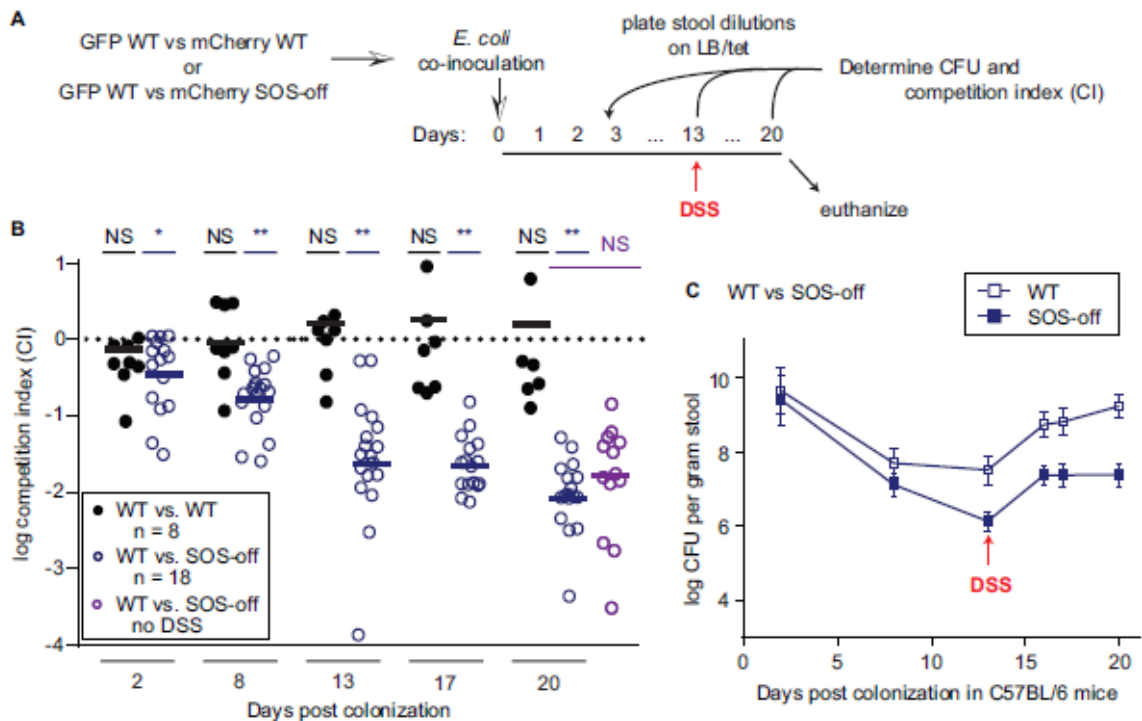 A
GFP WT vs mCherry WT
or
GFP WT vs mCherry SOS-off
E. coli
co-inoculation
plate stool dilutions
on LB/tet
Determine CFU and
competition index (CI)
Days: 0 1 2 3 ... 13 ... 20
DSS
euthanize
B
NS * NS ** NS ** NS ** NS ** NS
log competition index (CI)
1
0
-1
-2
-3
-4
WT vs. WT
n = 8
WT vs. SOS-off
n = 18
WT vs. SOS-off
no DSS
2 8 13 17 20
Days post colonization
C WT vs SOS-off
WT
SOS-off
log CFU per gram stool
10
8
6
4
DSS
0 5 10 15 20
Days post colonization in C57BL/6 mice